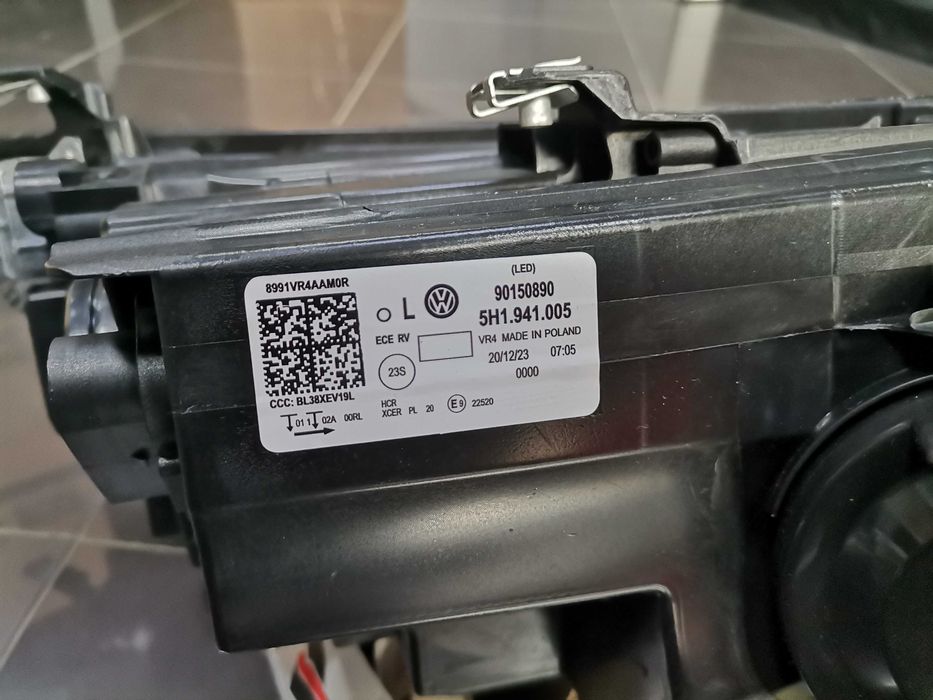 8991VR4AAM0R
L
(LED)
90150890
5H1.941.005
ECE RV
VR4 MADE IN POLAND
20/12/23 07:05
23S
0000
CCC: BL38XEV19L
01 1 02A 00RL
HCR
XCER PL 20 E9 22520